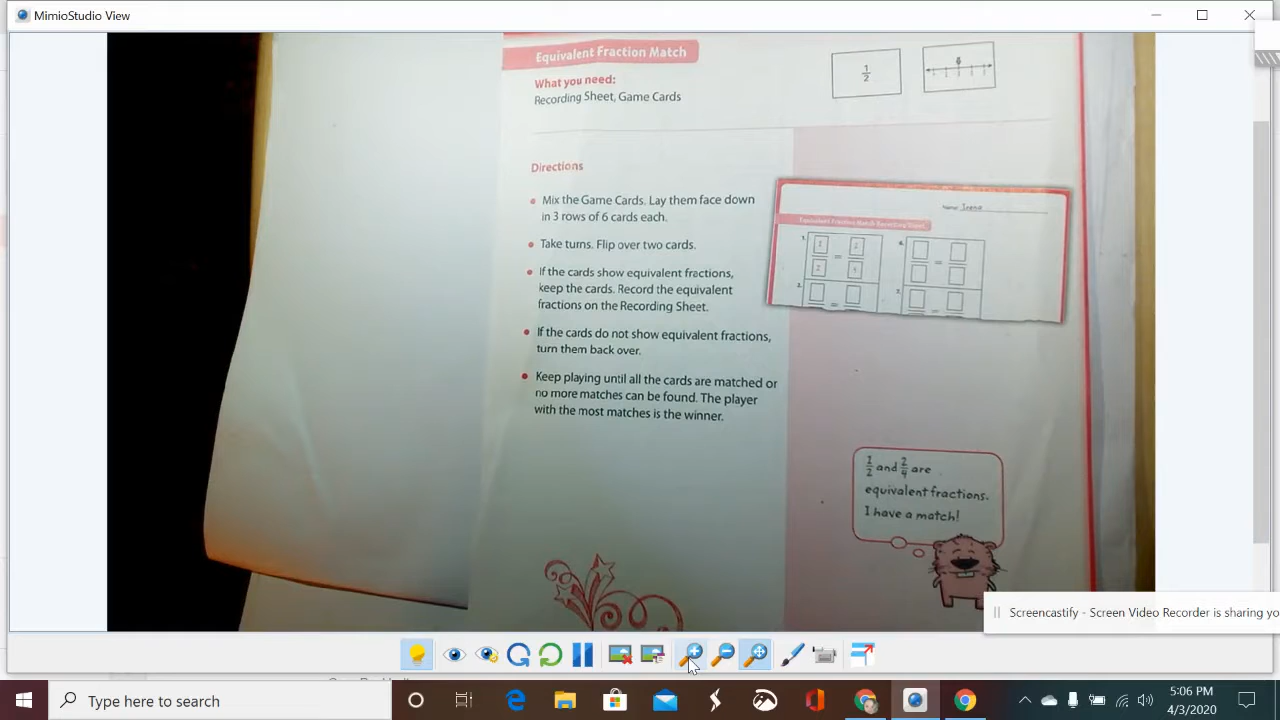 MimioStudio View
Equivalent Fraction Match
What you need:
Recording Sheet, Game Cards
1
2
Directions
• Mix the Game Cards. Lay them face down
in 3 rows of 6 cards each.
• Take turns. Flip over two cards.
• If the cards show equivalent fractions,
keep the cards. Record the equivalent
fractions on the Recording Sheet.
• If the cards do not show equivalent fractions,
turn them back over.
• Keep playing until all the cards are matched or
no more matches can be found. The player
with the most matches is the winner.
Name
Equivalent Fraction Match Recording Sheet
1/2 and 2/4 are
equivalent fractions.
I have a match!
Screencastify - Screen Video Recorder is sharing yo
Type here to search
5:06 PM
4/3/2020